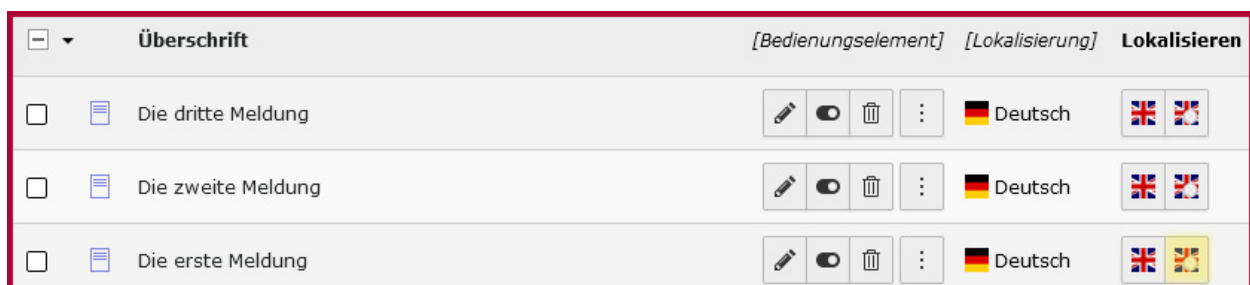 Überschrift [Bedienungselement] [Lokalisierung] Lokalisieren
Die dritte Meldung Deutsch
Die zweite Meldung Deutsch
Die erste Meldung Deutsch